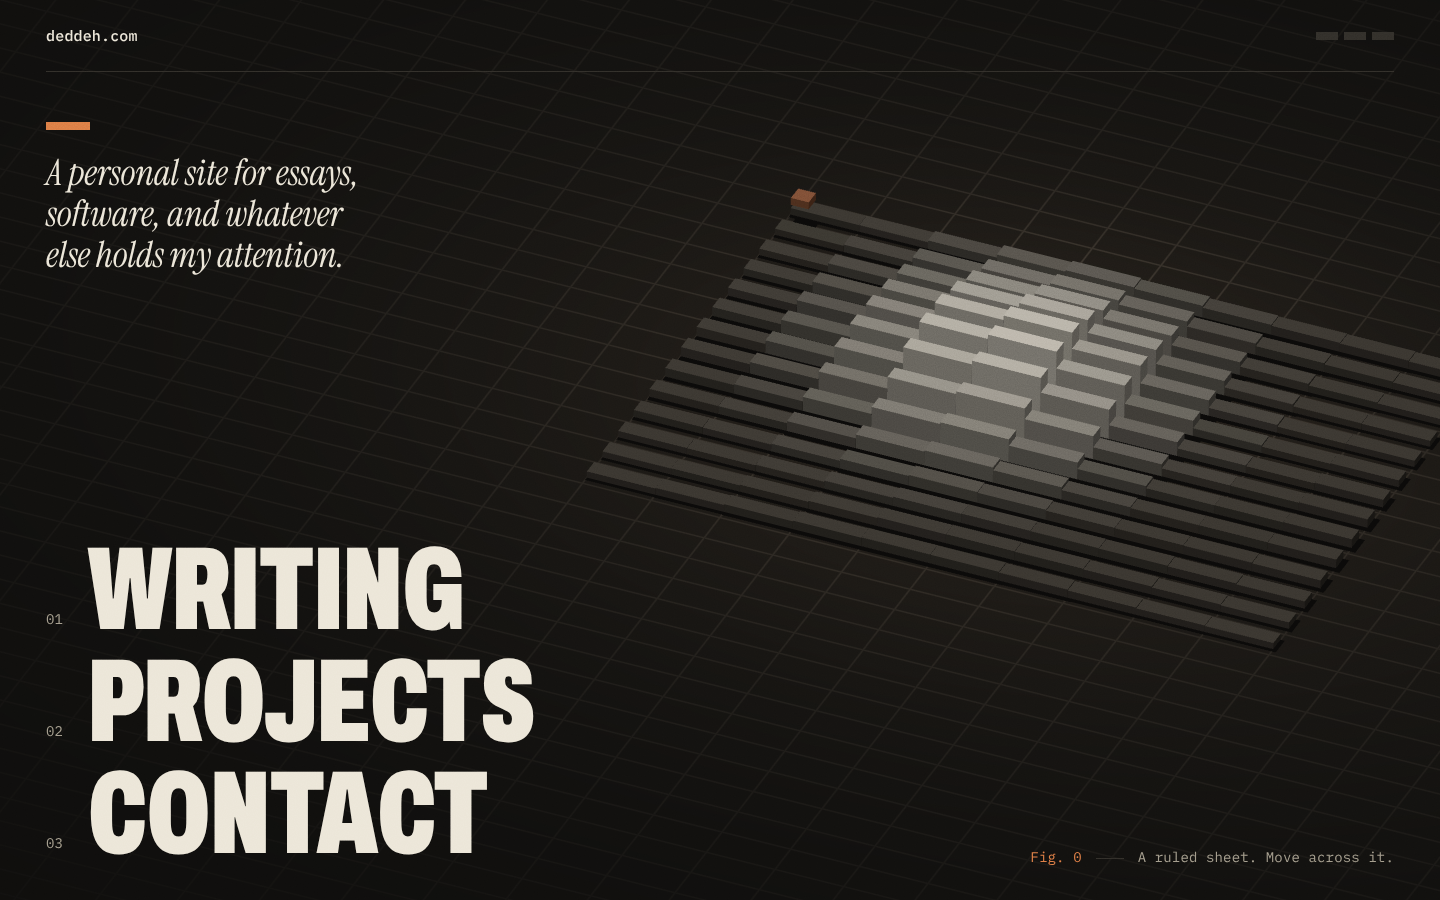 deddeh.com
A personal site for essays,
software, and whatever
else holds my attention.
01 WRITING
02 PROJECTS
03 CONTACT
Fig. 0 —— A ruled sheet. Move across it.